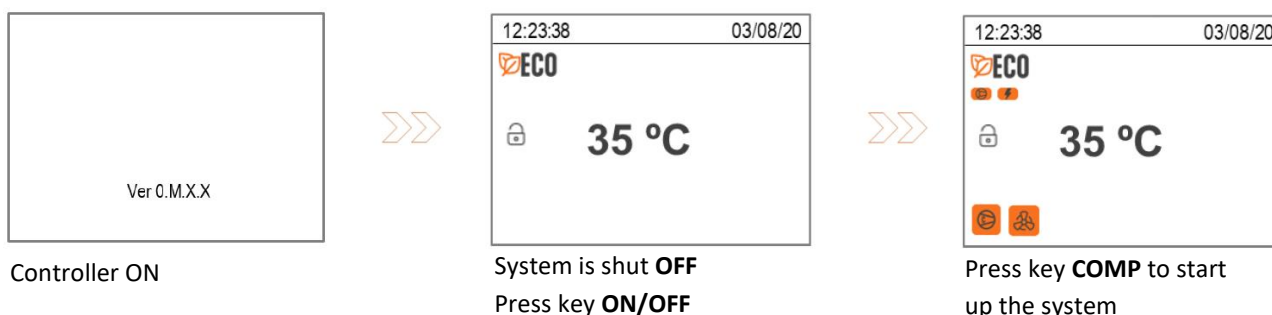 Ver 0.M.X.X
Controller ON
12:23:38 03/08/20
ECO
35 ºC
System is shut OFF
Press key ON/OFF
12:23:38 03/08/20
ECO
35 ºC
Press key COMP to start
up the system